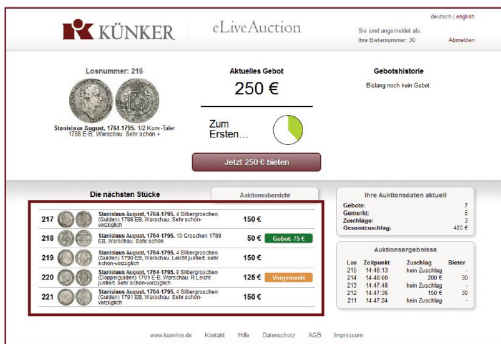 deutsch | english
KÜNKER
eLiveAuction
Sie sind angemeldet als
Ihre Bieternummer: 30 Abmelden
Losnummer: 216
Aktuelles Gebot
Gebotshistorie
250 €
Bislang noch kein Gebot
Stanislaus August, 1764-1795. 1/2 Konv.-Taler
1788 E-B, Warschau. Sehr schön +
Zum
Ersten...
Jetzt 250 € bieten
Die nächsten Stücke
Auktionsübersicht
217 Stanislaus August, 1764-1795. 4 Silbergroschen
(Gulden) 1788 EB, Warschau. Sehr schön-
vorzüglich
150 €
218 Stanislaus August, 1764-1795. 10 Groschen 1789
EB, Warschau. Sehr schön
50 € Gebot 75 €
219 Stanislaus August, 1764-1795. 4 Silbergroschen
(Gulden) 1790 EB, Warschau. Leicht justiert, sehr
schön-vorzüglich
150 €
220 Stanislaus August, 1764-1795. 8 Silbergroschen
(Doppelgulden) 1791 E-B, Warschau. R Leicht
justiert, sehr schön-vorzüglich
125 € Vorgemerkt
221 Stanislaus August, 1764-1795. 4 Silbergroschen
(Gulden) 1791 EB, Warschau. Sehr schön-
vorzüglich
150 €
Ihre Auktionsdaten aktuell
Gebote: 7
Gemerkt: 5
Zuschläge: 3
Gesamtzuschlag: 425 €
Auktionsergebnisse
Los Zeitpunkt Zuschlag Bieter
215 14:48:13 kein Zuschlag -
214 14:48:00 200 € 30
213 14:47:48 kein Zuschlag -
212 14:47:36 150 € 30
211 14:47:24 kein Zuschlag -
www.kuenker.de Kontakt Hilfe Datenschutz AGB Impressum